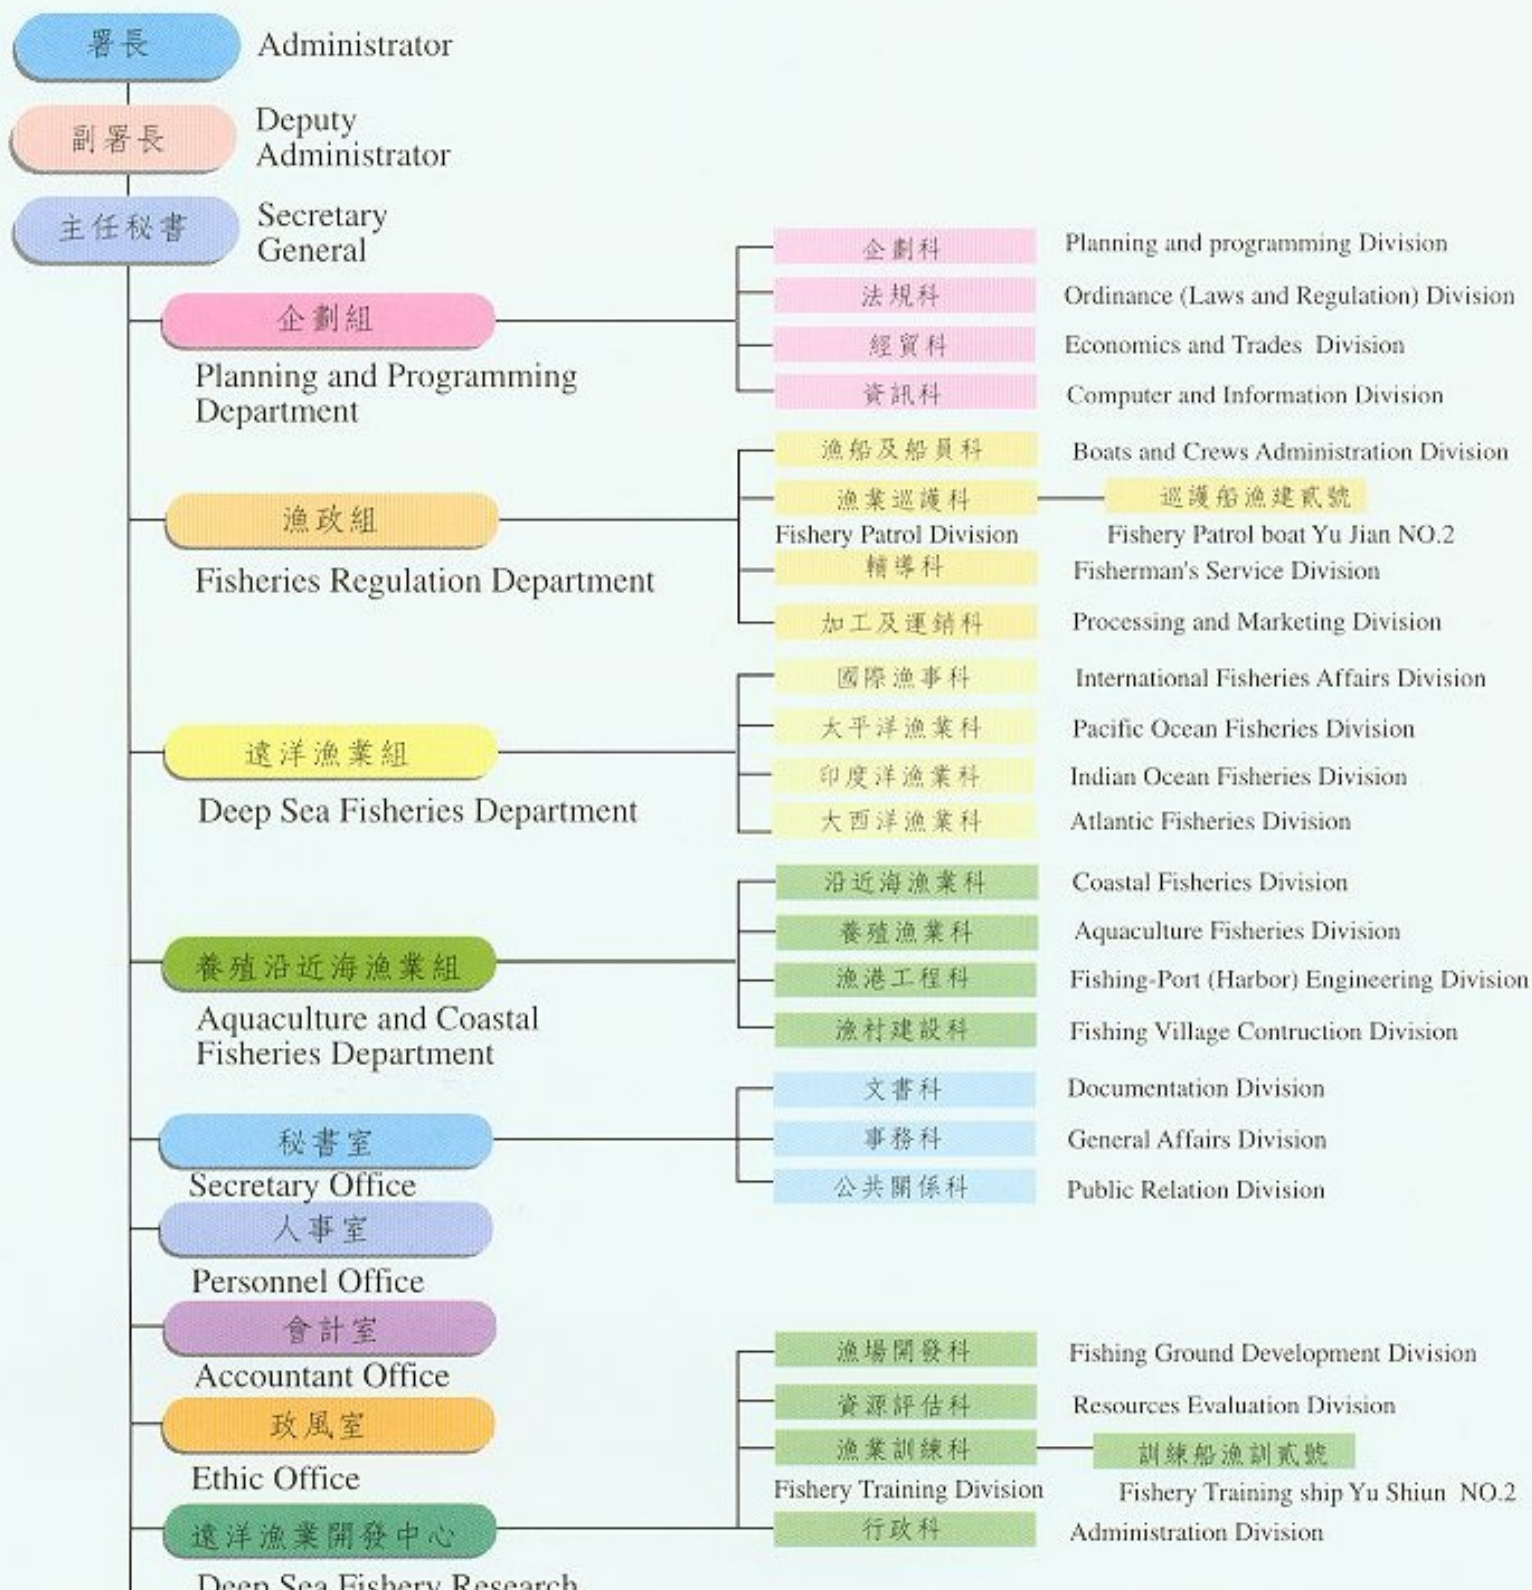 署長
Administrator
副署長
Deputy
Administrator
主任秘書
Secretary
General
企劃組
Planning and Programming
Department
企劃科
Planning and programming Division
法規科
Ordinance (Laws and Regulation) Division
經貿科
Economics and Trades Division
資訊科
Computer and Information Division
漁政組
Fisheries Regulation Department
漁船及船員科
Boats and Crews Administration Division
漁業巡護科
Fishery Patrol Division
巡護船漁建貳號
Fishery Patrol boat Yu Jian NO.2
輔導科
Fisherman's Service Division
加工及運銷科
Processing and Marketing Division
遠洋漁業組
Deep Sea Fisheries Department
國際漁事科
International Fisheries Affairs Division
太平洋漁業科
Pacific Ocean Fisheries Division
印度洋漁業科
Indian Ocean Fisheries Division
大西洋漁業科
Atlantic Fisheries Division
養殖沿近海漁業組
Aquaculture and Coastal
Fisheries Department
沿近海漁業科
Coastal Fisheries Division
養殖漁業科
Aquaculture Fisheries Division
漁港工程科
Fishing-Port (Harbor) Engineering Division
漁村建設科
Fishing Village Contruction Division
秘書室
Secretary Office
文書科
Documentation Division
事務科
General Affairs Division
公共關係科
Public Relation Division
人事室
Personnel Office
會計室
Accountant Office
政風室
Ethic Office
遠洋漁業開發中心
Deep Sea Fishery Research
漁場開發科
Fishing Ground Development Division
資源評估科
Resources Evaluation Division
漁業訓練科
Fishery Training Division
訓練船漁訓貳號
Fishery Training ship Yu Shiun NO.2
行政科
Administration Division